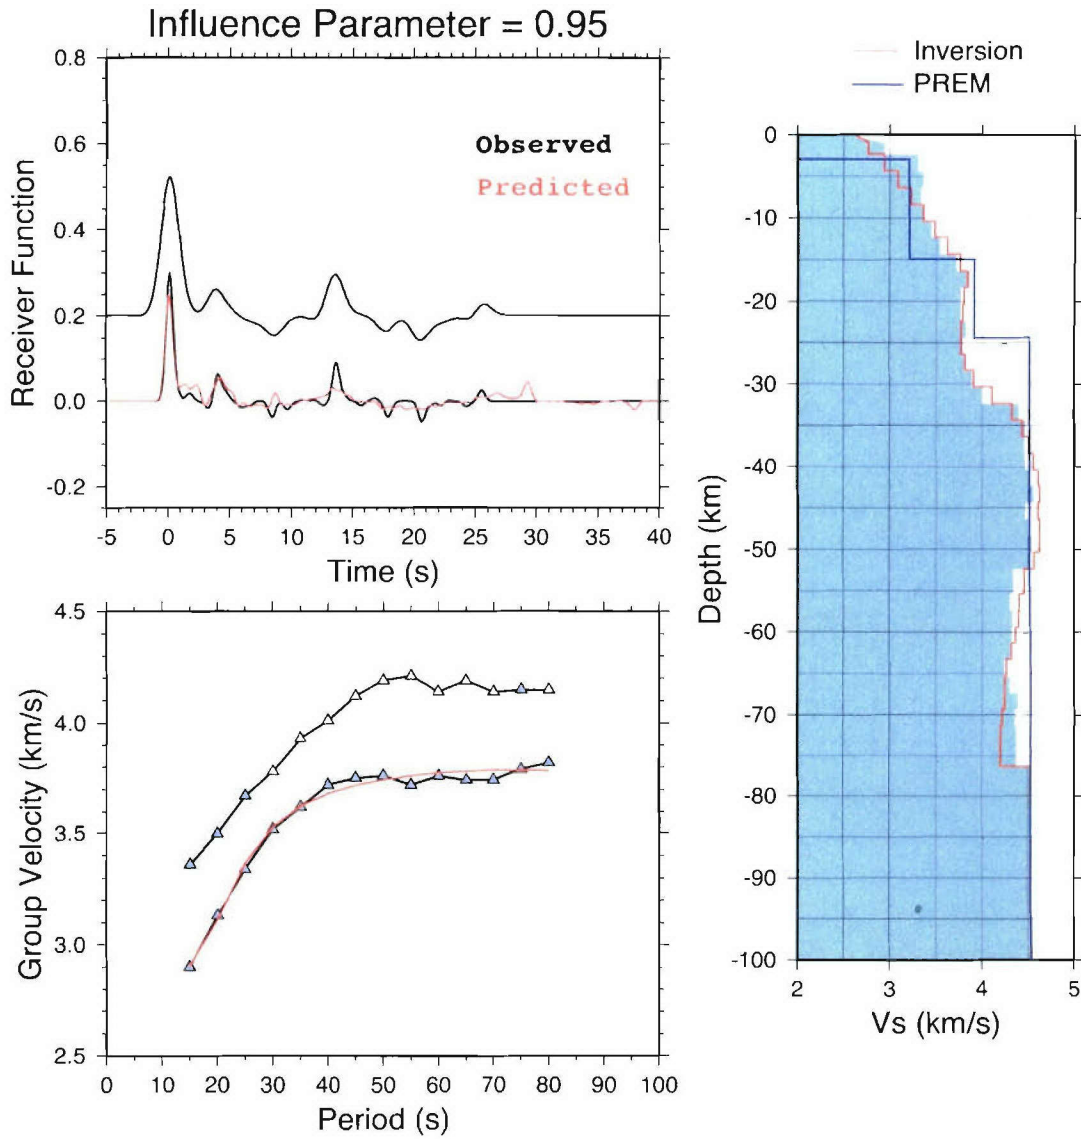 Influence Parameter = 0.95
0.8
0.6
0.4
0.2
0.0
-0.2
Receiver Function
Observed
Predicted
-5 0 5 10 15 20 25 30 35 40
Time (s)
4.5
4.0
3.5
3.0
2.5
Group Velocity (km/s)
0 10 20 30 40 50 60 70 80 90 100
Period (s)
Inversion
PREM
0
-10
-20
-30
-40
-50
-60
-70
-80
-90
-100
Depth (km)
2 3 4 5
Vs (km/s)